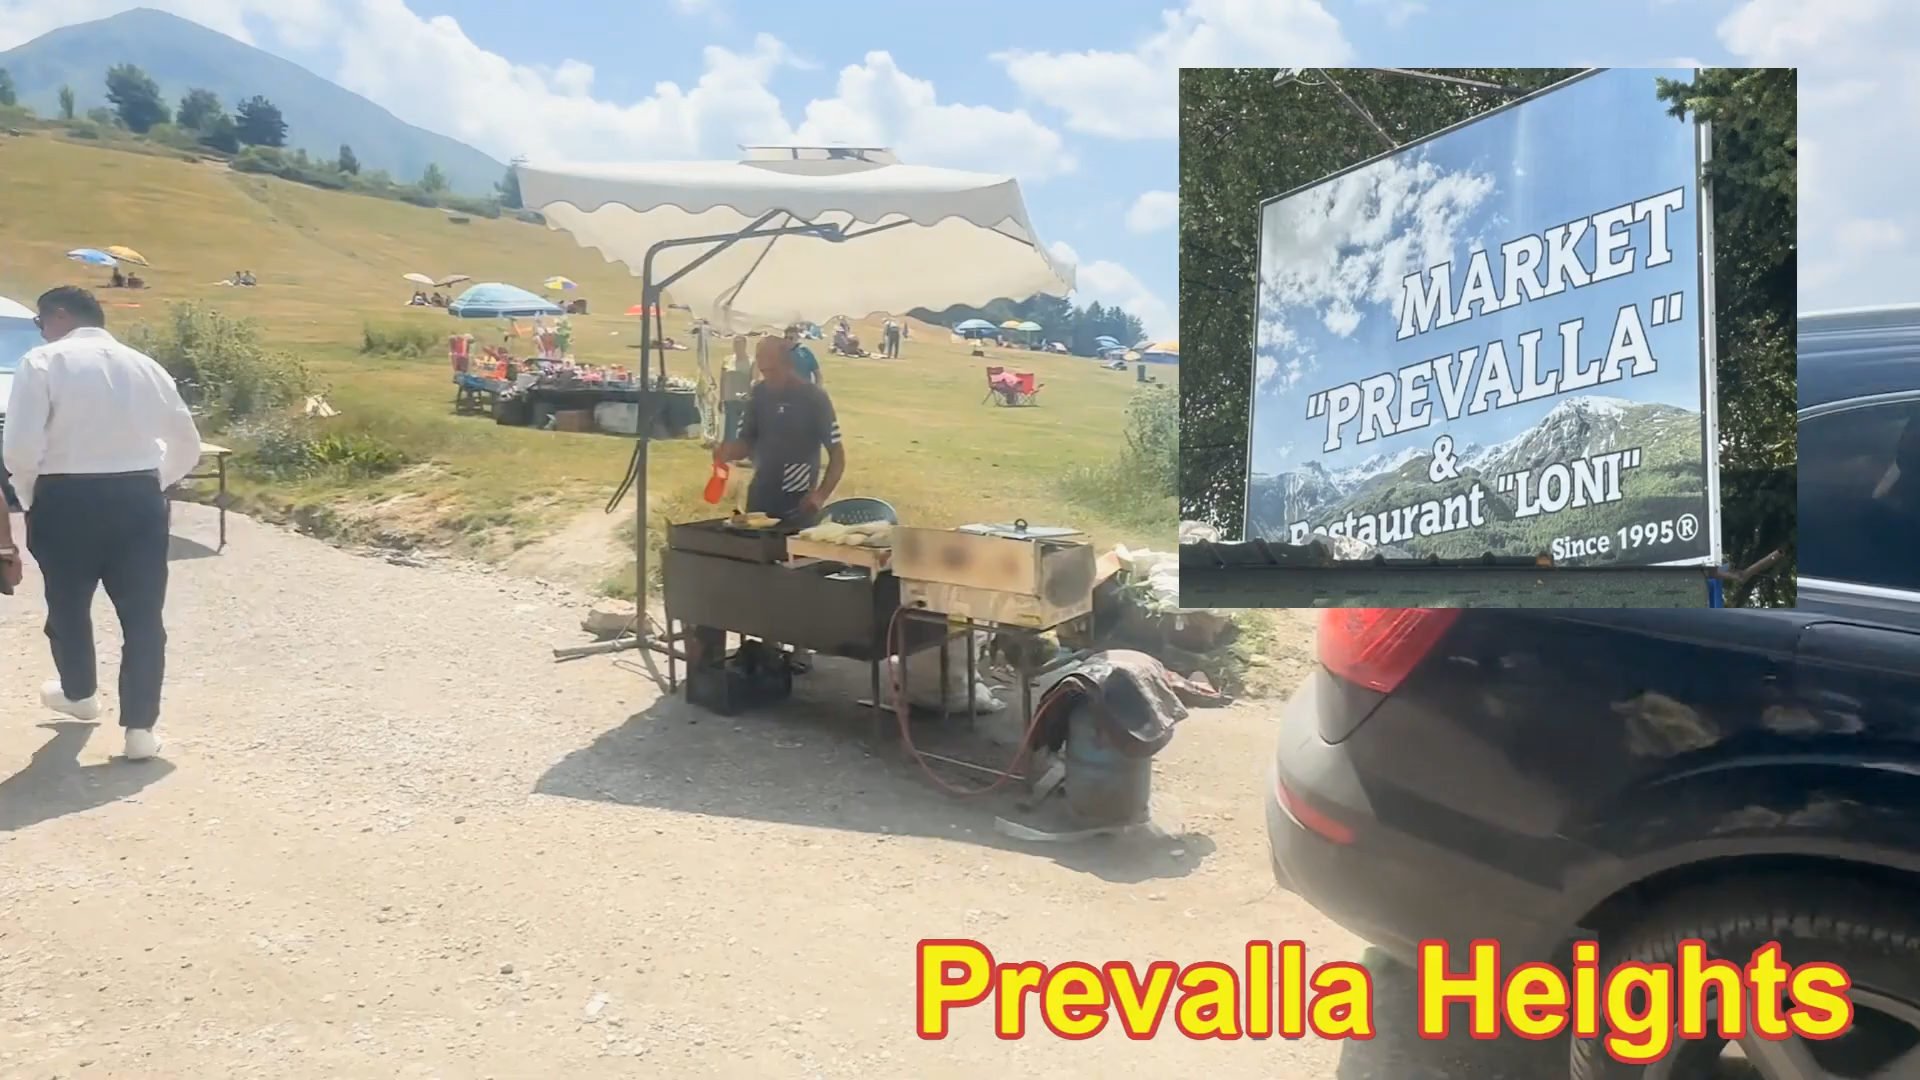 MARKET
"PREVALLA"
&
Restaurant "LONI"
Since 1995®
Prevalla Heights